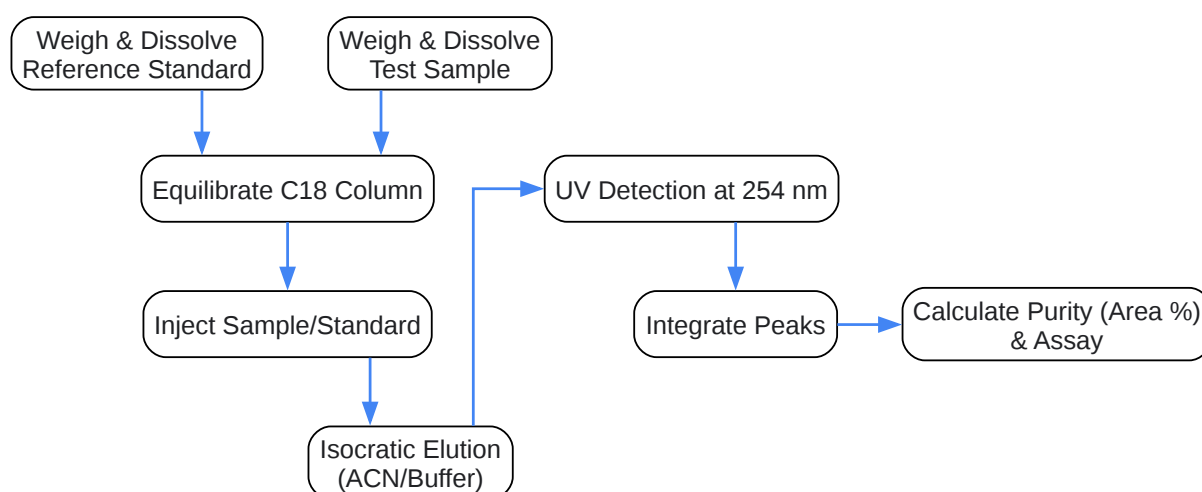 Weigh & Dissolve
Reference Standard
Weigh & Dissolve
Test Sample
Equilibrate C18 Column
UV Detection at 254 nm
Inject Sample/Standard
Integrate Peaks
Calculate Purity (Area %)
& Assay
Isocratic Elution
(ACN/Buffer)